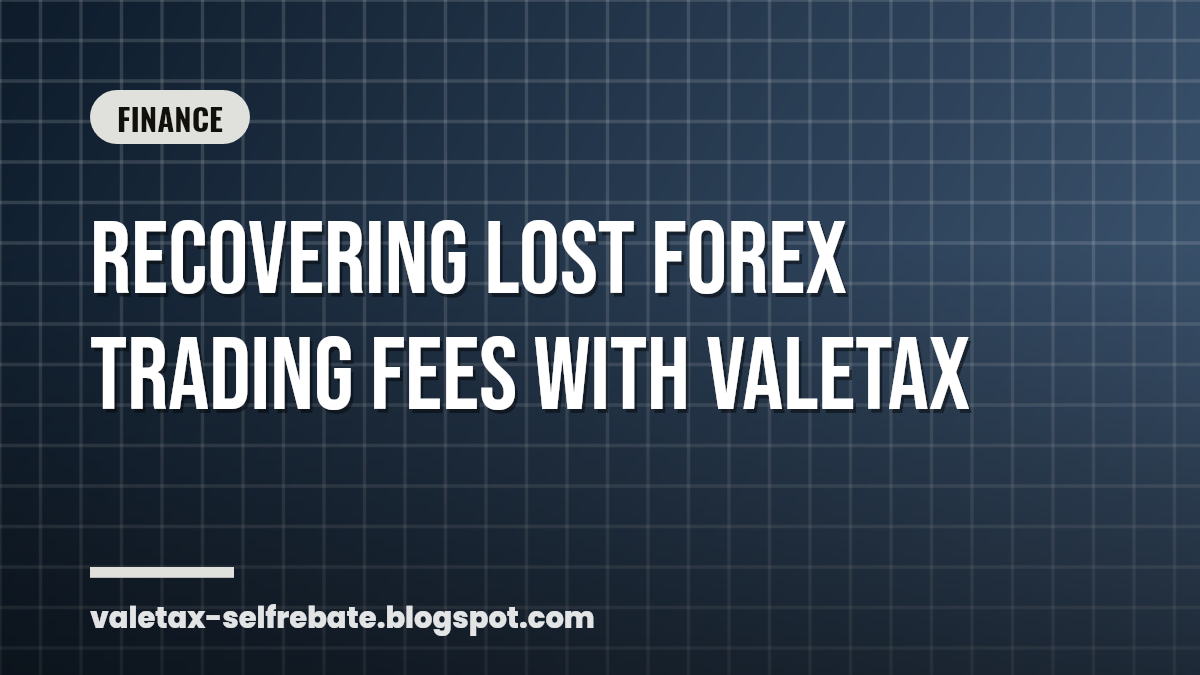 FINANCE
RECOVERING LOST FOREX
TRADING FEES WITH VALETAX
valetax-selfrebate.blogspot.com